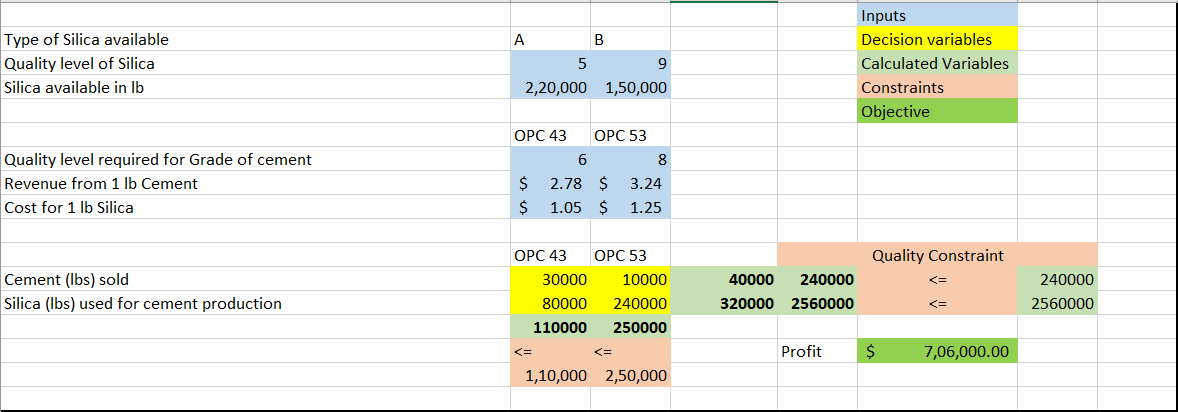 Inputs
Type of Silica available A B Decision variables
Quality level of Silica 5 9 Calculated Variables
Silica available in lb 2,20,000 1,50,000 Constraints
Objective
OPC 43 OPC 53
Quality level required for Grade of cement 6 8
Revenue from 1 lb Cement $ 2.78 $ 3.24
Cost for 1 lb Silica $ 1.05 $ 1.25
OPC 43 OPC 53 Quality Constraint
Cement (lbs) sold 30000 10000 40000 240000 <= 240000
Silica (lbs) used for cement production 80000 240000 320000 2560000 <= 2560000
110000 250000
<= <= Profit $ 7,06,000.00
1,10,000 2,50,000